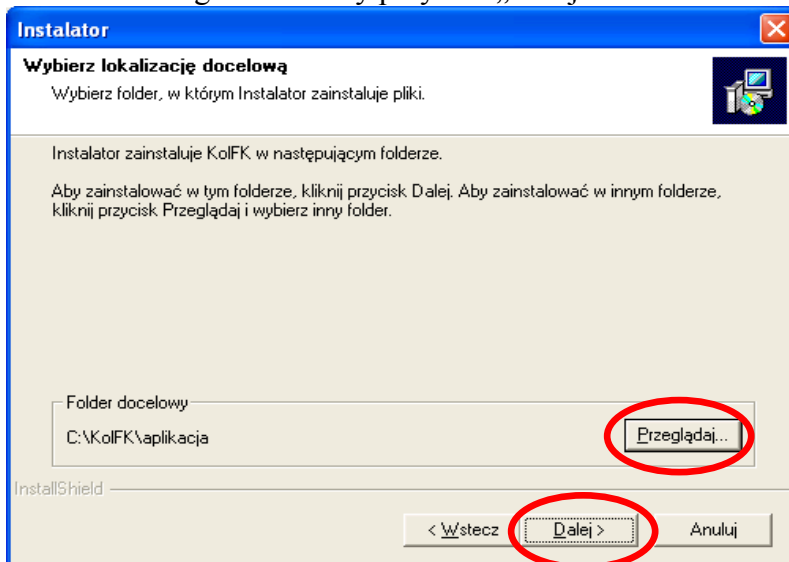 Instalator
Wybierz lokalizację docelową
Wybierz folder, w którym Instalator zainstaluje pliki.
Instalator zainstaluje KolFK w następującym folderze.
Aby zainstalować w tym folderze, kliknij przycisk Dalej. Aby zainstalować w innym folderze,
kliknij przycisk Przeglądaj i wybierz inny folder.
Folder docelowy
C:\KolFK\aplikacja
Przeglądaj...
InstallShield
< Wstecz
Dalej >
Anuluj